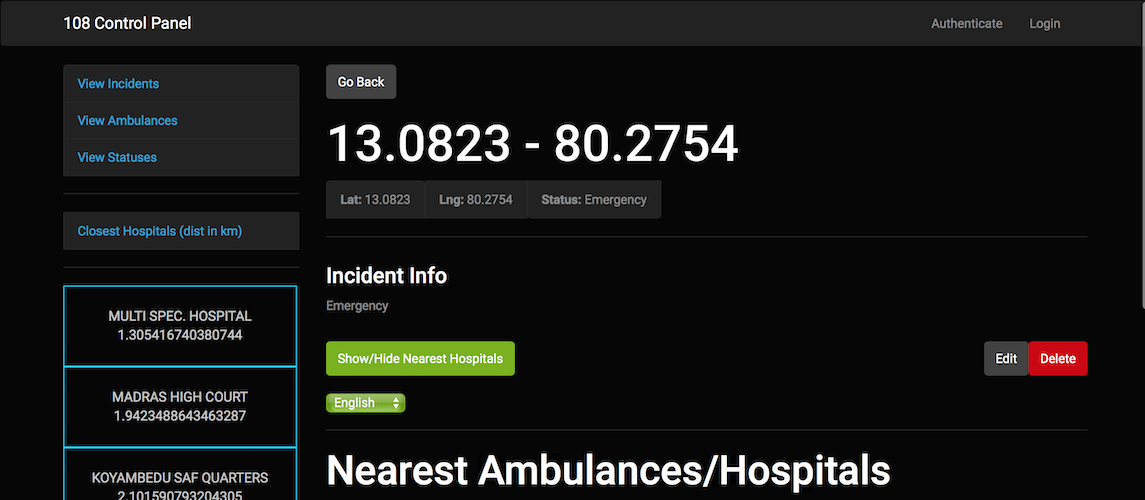 108 Control Panel
Authenticate Login
View Incidents
View Ambulances
View Statuses
Closest Hospitals (dist in km)
MULTI SPEC. HOSPITAL
1.305416740380744
MADRAS HIGH COURT
1.9423488643463287
KOYAMBEDU SAF QUARTERS
2.101590793204305
Go Back
13.0823 - 80.2754
Lat: 13.0823 Lng: 80.2754 Status: Emergency
Incident Info
Emergency
Show/Hide Nearest Hospitals
Edit Delete
English
Nearest Ambulances/Hospitals